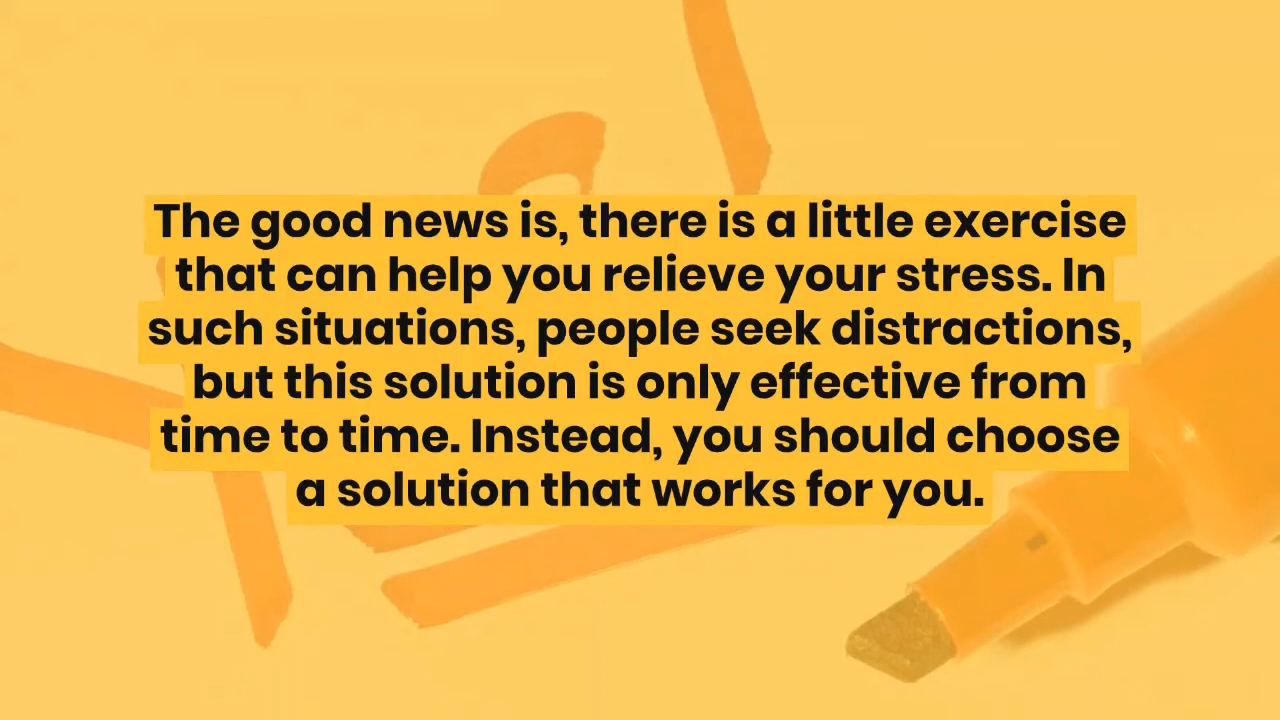 The good news is, there is a little exercise
that can help you relieve your stress. In
such situations, people seek distractions,
but this solution is only effective from
time to time. Instead, you should choose
a solution that works for you.